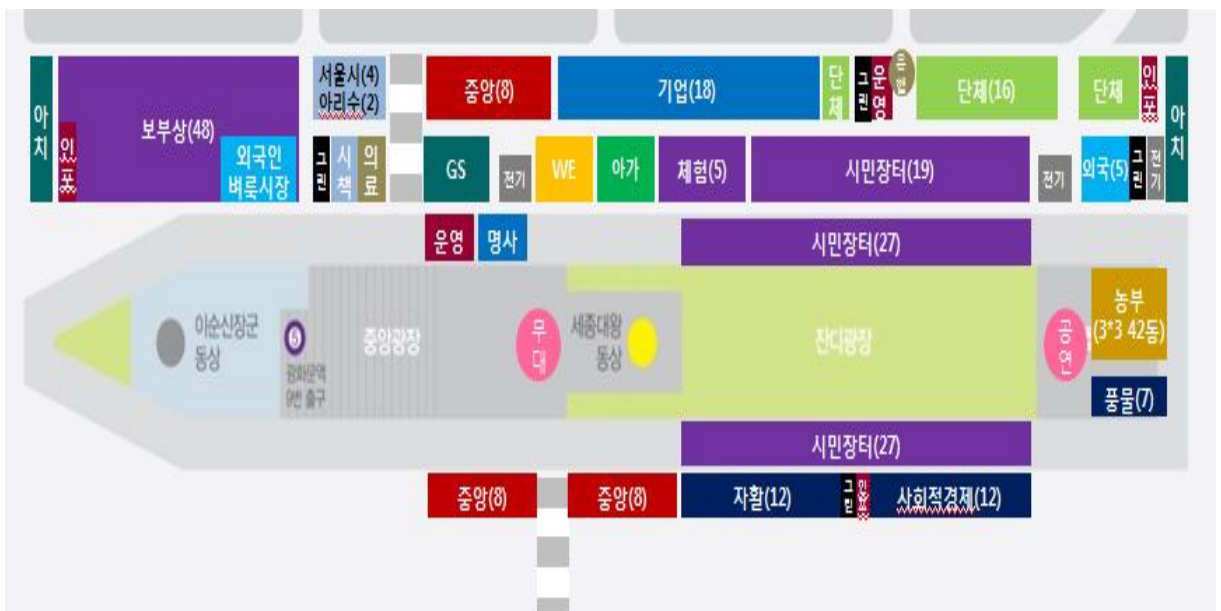 아
치
인
포
보부상(48)
외국인
벼룩시장
서울시(4)
아리수(2)
그
린
시
책
의
료
중앙(8)
기업(18)
단
체
그
린
운
영
은
행
단체(16)
단체
인
포
아
치
GS
전기
WE
아가
체험(5)
시민장터(19)
전기
외국(5)
그
린
전
기
운영
명사
시민장터(27)
이순신장군
동상
5
광화문역
9번 출구
중앙광장
무
대
세종대왕
동상
잔디광장
공
연
농부
(3*3 42동)
풍물(7)
시민장터(27)
중앙(8)
중앙(8)
자활(12)
그
린
인
포
사회적경제(12)